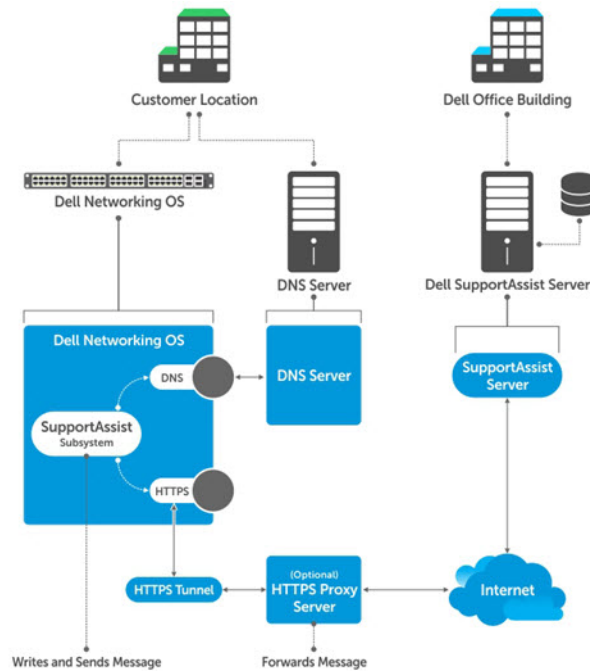 Customer Location
Dell Office Building
Dell Networking OS
DNS Server
Dell SupportAssist Server
Dell Networking OS
DNS
DNS Server
SupportAssist
Server
SupportAssist
Subsystem
HTTPS
HTTPS Tunnel
(Optional)
HTTPS Proxy
Server
Internet
Writes and Sends Message
Forwards Message